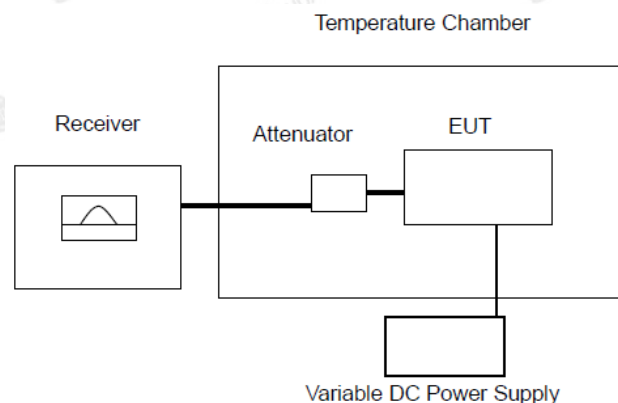 Temperature Chamber
Receiver
Attenuator
EUT
Variable DC Power Supply